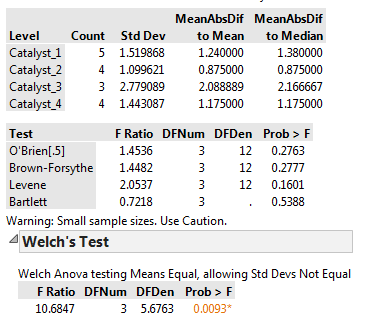 MeanAbsDif MeanAbsDif
Level Count Std Dev to Mean to Median
Catalyst_1 5 1.519868 1.240000 1.380000
Catalyst_2 4 1.099621 0.875000 0.875000
Catalyst_3 3 2.779089 2.088889 2.166667
Catalyst_4 4 1.443087 1.175000 1.175000
Test F Ratio DFNum DFDen Prob > F
O'Brien[.5] 1.4536 3 12 0.2763
Brown-Forsythe 1.4482 3 12 0.2777
Levene 2.0537 3 12 0.1601
Bartlett 0.7218 3 . 0.5388
Warning: Small sample sizes. Use Caution.
Welch's Test
Welch Anova testing Means Equal, allowing Std Devs Not Equal
F Ratio DFNum DFDen Prob > F
10.6847 3 5.6763 0.0093*